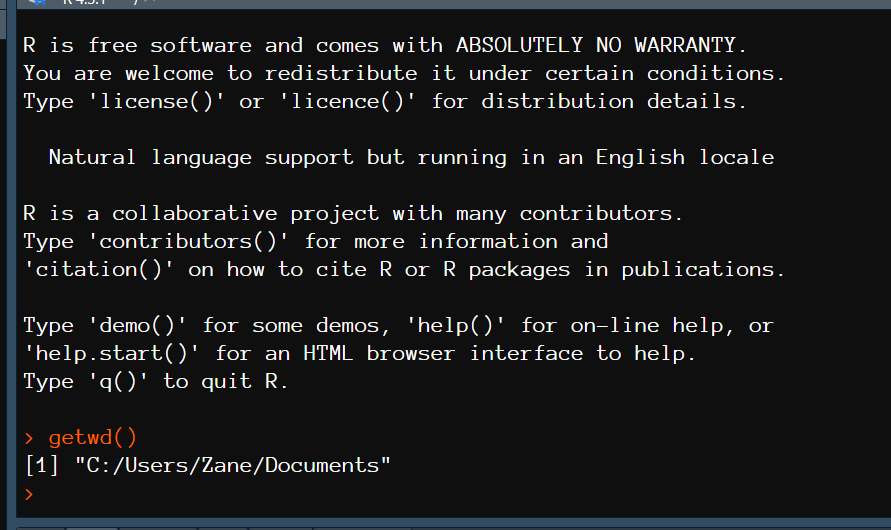 R is free software and comes with ABSOLUTELY NO WARRANTY.
You are welcome to redistribute it under certain conditions.
Type 'license()' or 'licence()' for distribution details.
Natural language support but running in an English locale
R is a collaborative project with many contributors.
Type 'contributors()' for more information and
'citation()' on how to cite R or R packages in publications.
Type 'demo()' for some demos, 'help()' for on-line help, or
'help.start()' for an HTML browser interface to help.
Type 'q()' to quit R.
> getwd()
[1] "C:/Users/Zane/Documents"
>